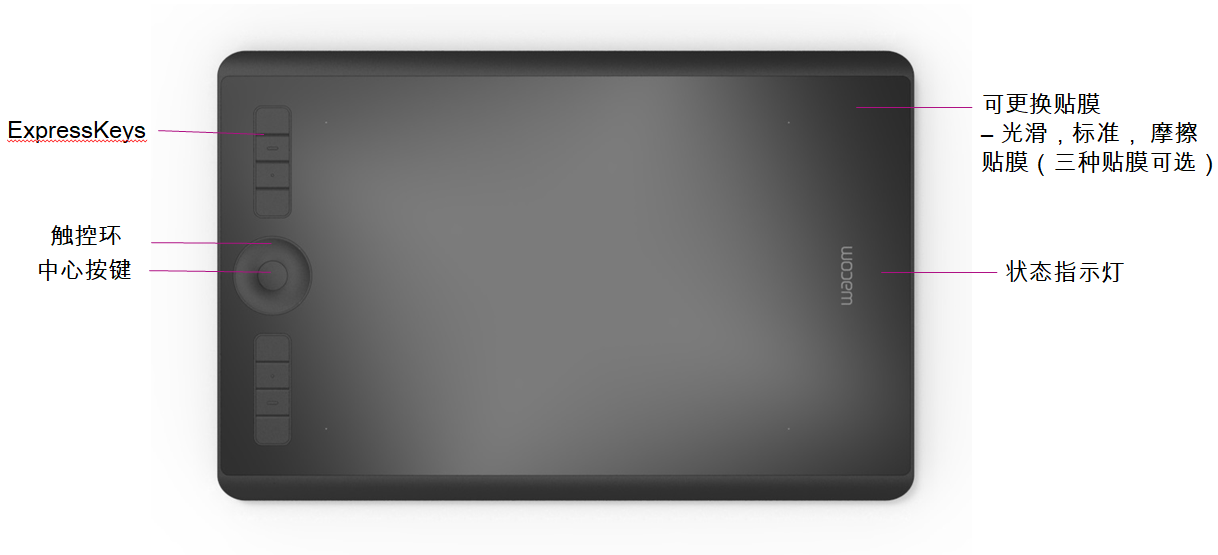 ExpressKeys
触控环
中心按键
可更换贴膜
– 光滑，标准， 摩擦
贴膜（三种贴膜可选）
wacom
状态指示灯